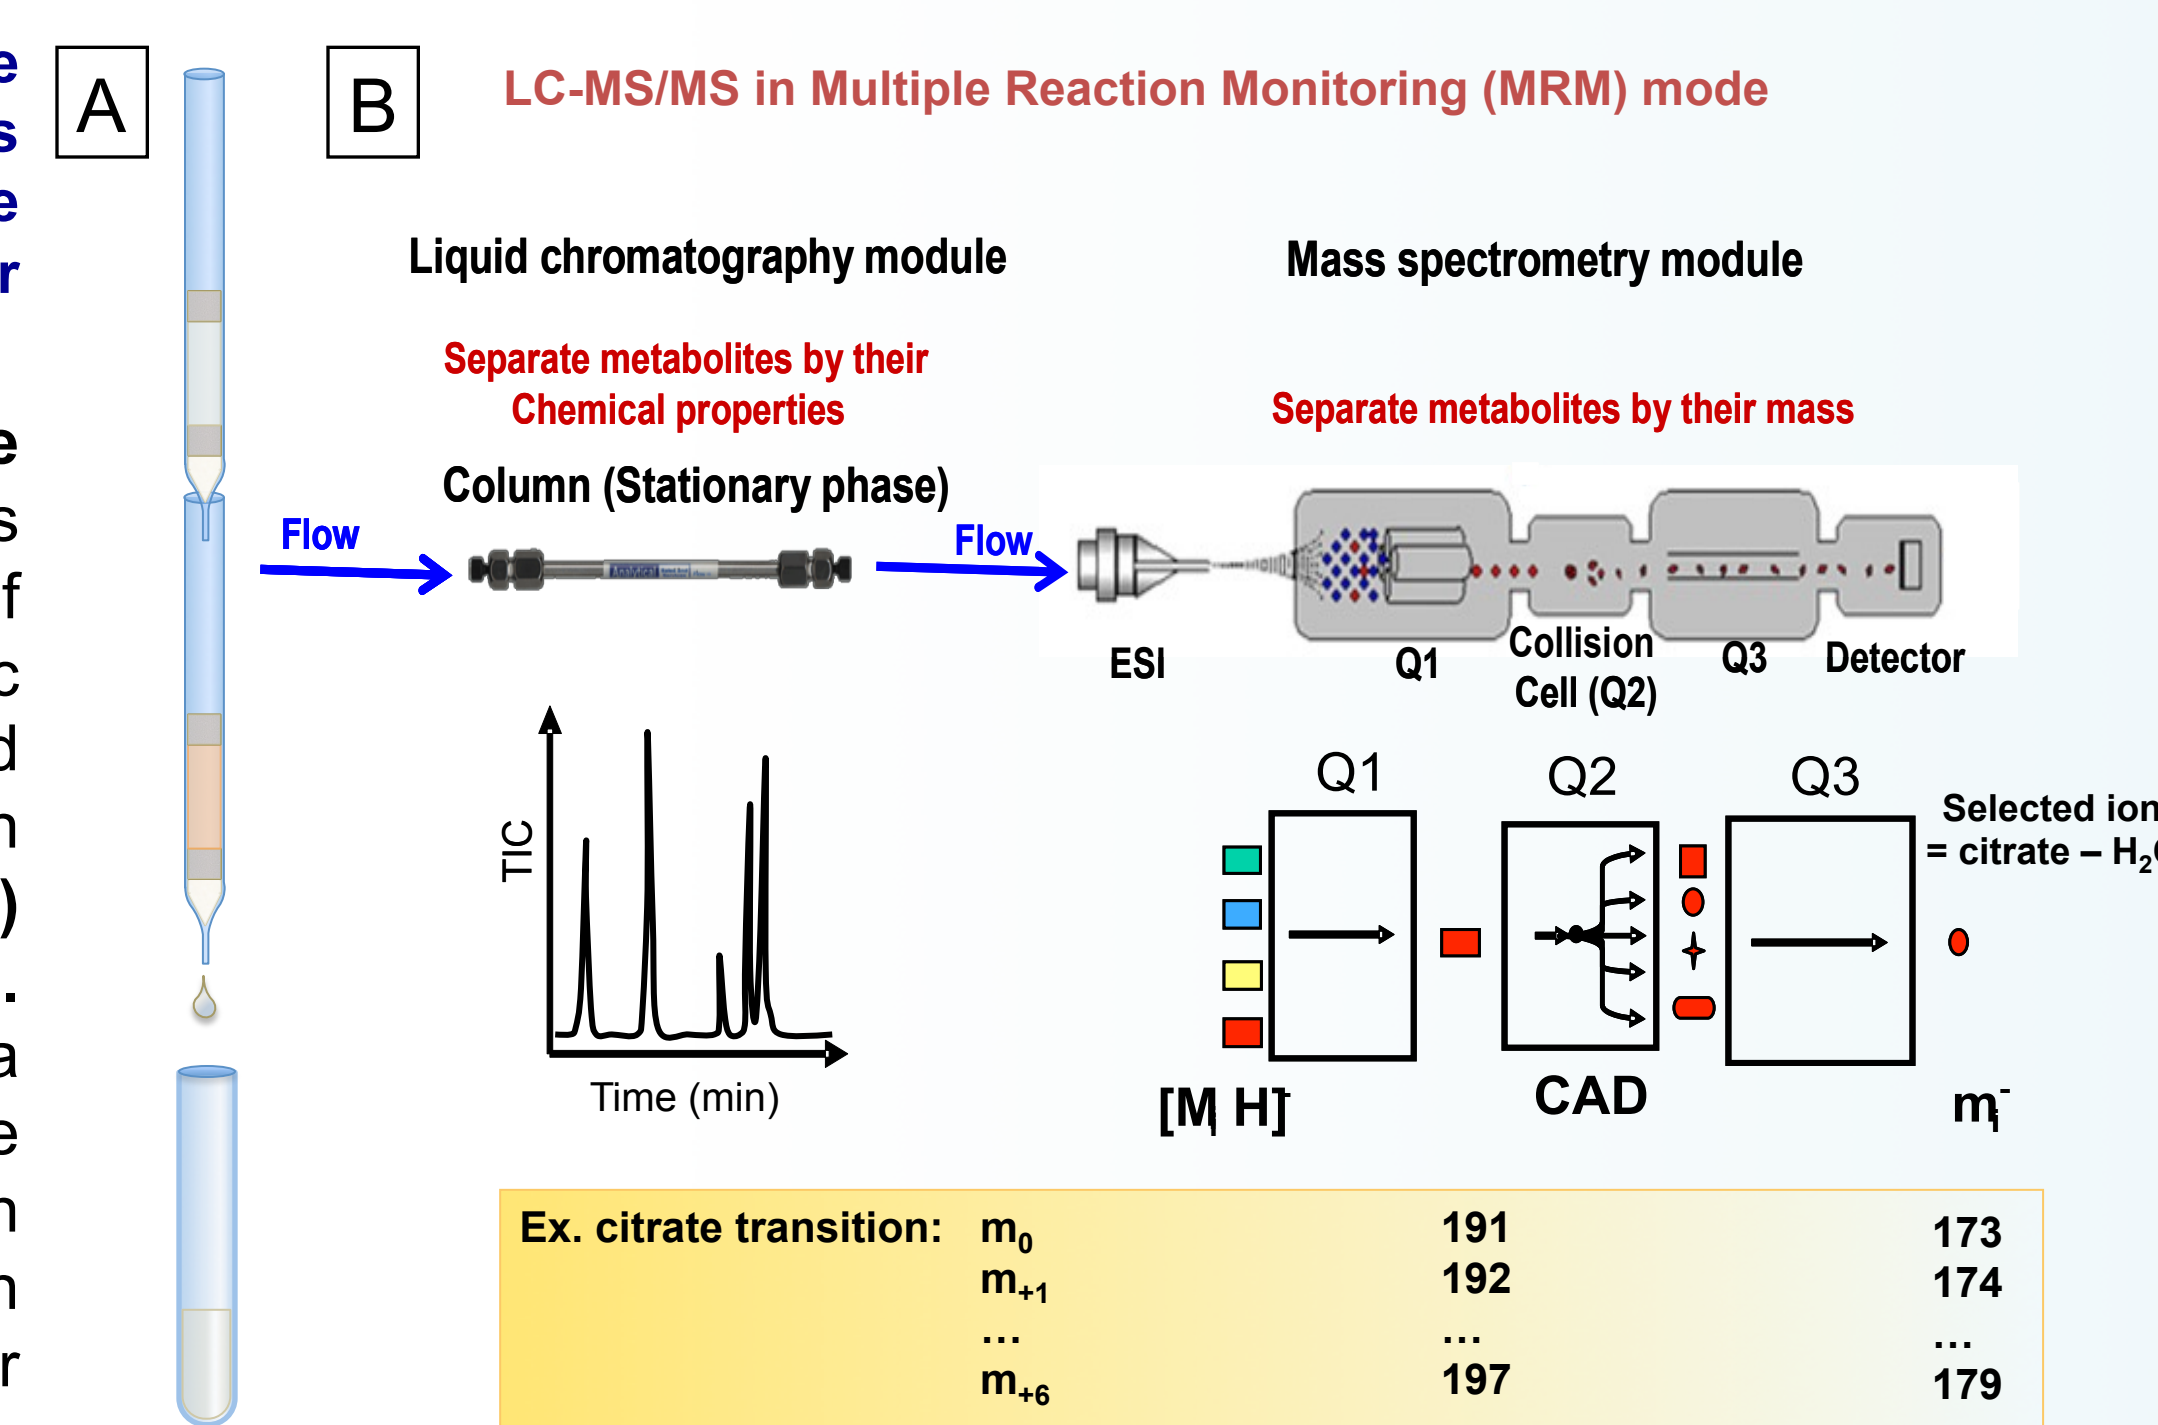 e
s
e
r
e
s
f
c
d
n
)
.
a
e
n
n
r
A
B
LC-MS/MS in Multiple Reaction Monitoring (MRM) mode
Liquid chromatography module
Mass spectrometry module
Separate metabolites by their
Chemical properties
Separate metabolites by their mass
Column (Stationary phase)
Flow
Flow
ESI
Q1
Collision
Cell (Q2)
Q3
Detector
TIC
Time (min)
Q1
Q2
Q3
Selected ion
= citrate – H₂O
[Mᵢ H]⁻
CAD
mᵢ⁻
Ex. citrate transition: m₀ 191 173
m₊₁ 192 174
... ... ...
m₊₆ 197 179